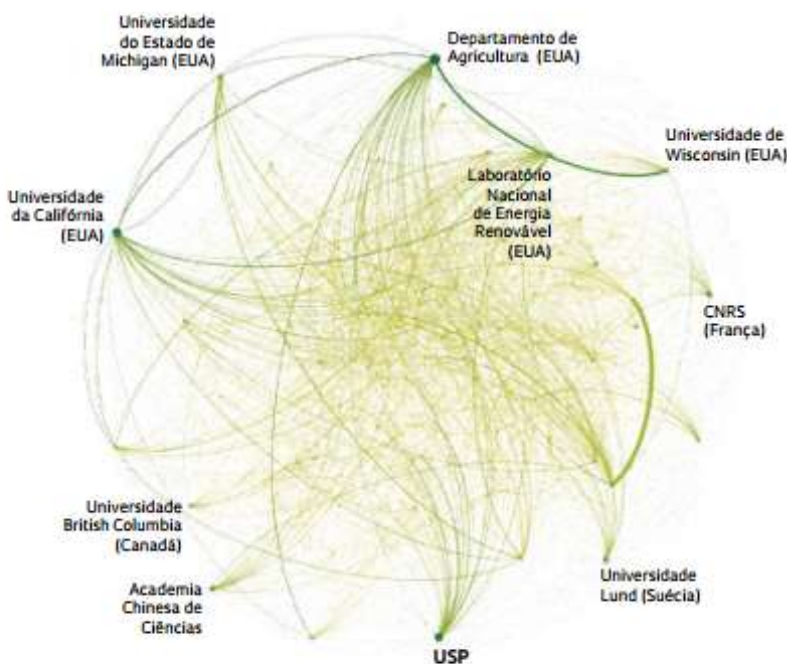 Universidade
do Estado de
Michigan (EUA)
Departamento de
Agricultura (EUA)
Universidade de
Wisconsin (EUA)
Laboratório
Nacional
de Energia
Renovável
(EUA)
Universidade
da Califórnia
(EUA)
CNRS
(França)
Universidade
British Columbia
(Canadá)
Academia
Chinesa de
Ciências
Universidade
Lund (Suécia)
USP